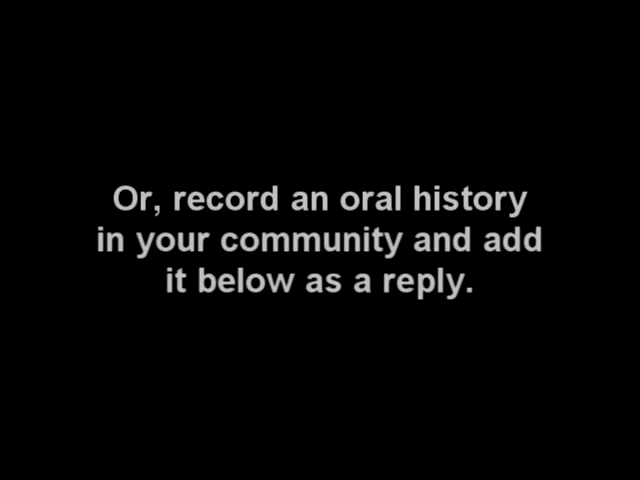 Or, record an oral history
in your community and add
it below as a reply.